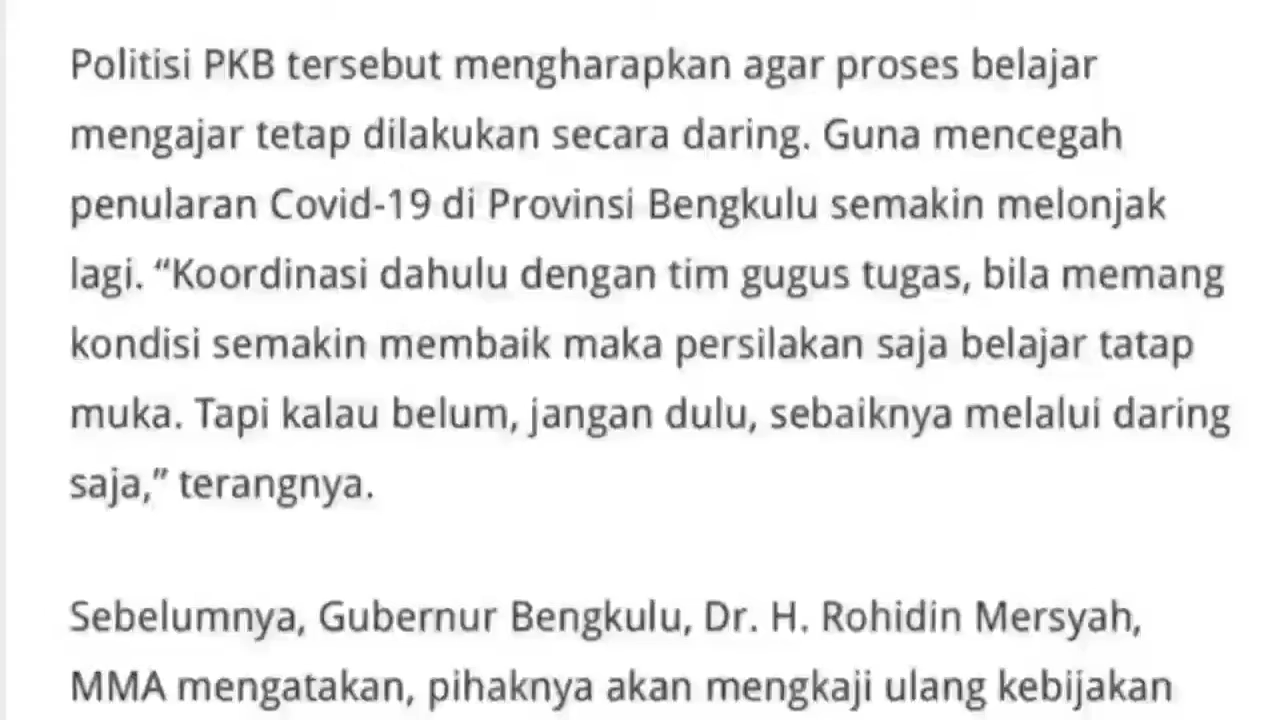 Politisi PKB tersebut mengharapkan agar proses belajar
mengajar tetap dilakukan secara daring. Guna mencegah
penularan Covid-19 di Provinsi Bengkulu semakin melonjak
lagi. “Koordinasi dahulu dengan tim gugus tugas, bila memang
kondisi semakin membaik maka persilakan saja belajar tatap
muka. Tapi kalau belum, jangan dulu, sebaiknya melalui daring
saja,” terangnya.
Sebelumnya, Gubernur Bengkulu, Dr. H. Rohidin Mersyah,
MMA mengatakan, pihaknya akan mengkaji ulang kebijakan